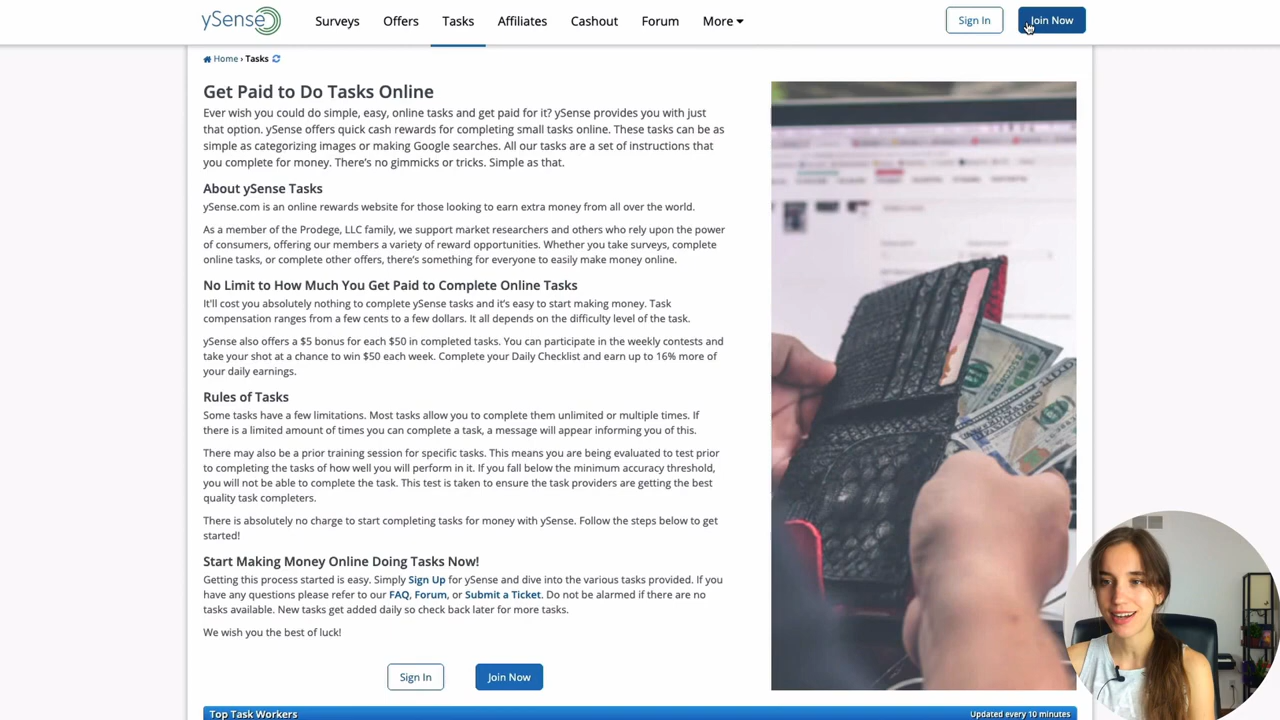 ySense
Surveys
Offers
Tasks
Affiliates
Cashout
Forum
More
Sign In
Join Now
Home › Tasks
Get Paid to Do Tasks Online
Ever wish you could do simple, easy, online tasks and get paid for it? ySense provides you with just
that option. ySense offers quick cash rewards for completing small tasks online. These tasks can be as
simple as categorizing images or making Google searches. All our tasks are a set of instructions that
you complete for money. There's no gimmicks or tricks. Simple as that.
About ySense Tasks
ySense.com is an online rewards website for those looking to earn extra money from all over the world.
As a member of the Prodege, LLC family, we support market researchers and others who rely upon the power
of consumers, offering our members a variety of reward opportunities. Whether you take surveys, complete
online tasks, or complete other offers, there's something for everyone to easily make money online.
No Limit to How Much You Get Paid to Complete Online Tasks
It'll cost you absolutely nothing to complete ySense tasks and it's easy to start making money. Task
compensation ranges from a few cents to a few dollars. It all depends on the difficulty level of the task.
ySense also offers a $5 bonus for each $50 in completed tasks. You can participate in the weekly contests and
take your shot at a chance to win $50 each week. Complete your Daily Checklist and earn up to 16% more of
your daily earnings.
Rules of Tasks
Some tasks have a few limitations. Most tasks allow you to complete them unlimited or multiple times. If
there is a limited amount of times you can complete a task, a message will appear informing you of this.
There may also be a prior training session for specific tasks. This means you are being evaluated to test prior
to completing the tasks of how well you will perform in it. If you fall below the minimum accuracy threshold,
you will not be able to complete the task. This test is taken to ensure the task providers are getting the best
quality task completers.
There is absolutely no charge to start completing tasks for money with ySense. Follow the steps below to get
started!
Start Making Money Online Doing Tasks Now!
Getting this process started is easy. Simply Sign Up for ySense and dive into the various tasks provided. If you
have any questions please refer to our FAQ, Forum, or Submit a Ticket. Do not be alarmed if there are no
tasks available. New tasks get added daily so check back later for more tasks.
We wish you the best of luck!
Sign In
Join Now
Top Task Workers
Updated every 10 minutes